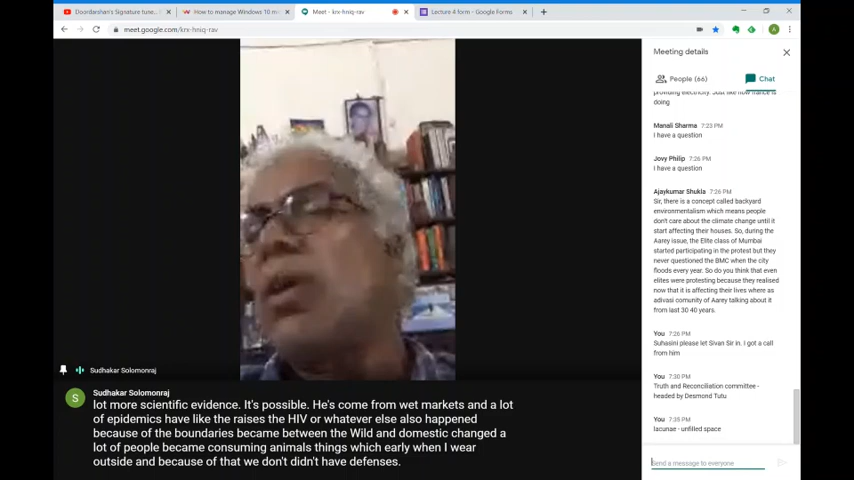 Doordarshan's Signature tune...
How to manage Windows 10 n
Meet - krx-hniq-rav
Lecture 4 form - Google Forms
meet.google.com/krx-hniq-rav
Meeting details
People (66)
Chat
providing electricity. Just like how france is
doing
Manali Sharma 7:23 PM
I have a question
Jovy Philip 7:26 PM
I have a question
Ajaykumar Shukla 7:26 PM
Sir, there is a concept called backyard
environmentalism which means people
don't care about the climate change until it
start affecting their houses. So, during the
Aarey issue, the Elite class of Mumbai
started participating in the protest but they
never questioned the BMC when the city
floods every year. So do you think that even
elites were protesting because they realised
now that it is affecting their lives where as
adivasi comunity of Aarey talking about it
from last 30 40 years.
You 7:26 PM
Suhasini please let Sivan Sir in. I got a call
from him
You 7:30 PM
Truth and Reconciliation committee -
headed by Desmond Tutu
You 7:35 PM
lacunae - unfilled space
Send a message to everyone
Sudhakar Solomonraj
S
Sudhakar Solomonraj
lot more scientific evidence. It's possible. He's come from wet markets and a lot
of epidemics have like the raises the HIV or whatever else also happened
because of the boundaries became between the Wild and domestic changed a
lot of people became consuming animals things which early when I wear
outside and because of that we don't didn't have defenses.